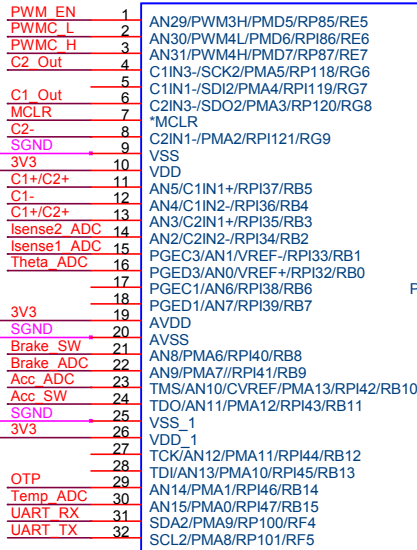 PWM_EN 1 AN29/PWM3H/PMD5/RP85/RE5
PWMC_L 2 AN30/PWM4L/PMD6/RPI86/RE6
PWMC_H 3 AN31/PWM4H/PMD7/RP87/RE7
C2_Out 4 C1IN3-/SCK2/PMA5/RP118/RG6
5 C1IN1-/SDI2/PMA4/RPI119/RG7
C1_Out 6 C2IN3-/SDO2/PMA3/RP120/RG8
MCLR 7 *MCLR
C2- 8 C2IN1-/PMA2/RPI121/RG9
SGND 9 VSS
3V3 10 VDD
C1+/C2+ 11 AN5/C1IN1+/RPI37/RB5
C1- 12 AN4/C1IN2-/RPI36/RB4
C1+/C2+ 13 AN3/C2IN1+/RPI35/RB3
Isense2_ADC 14 AN2/C2IN2-/RPI34/RB2
Isense1_ADC 15 PGEC3/AN1/VREF-/RPI33/RB1
Theta_ADC 16 PGED3/AN0/VREF+/RPI32/RB0
17 PGEC1/AN6/RPI38/RB6 P
18 PGED1/AN7/RPI39/RB7
3V3 19 AVDD
SGND 20 AVSS
Brake_SW 21 AN8/PMA6/RPI40/RB8
Brake_ADC 22 AN9/PMA7//RPI41/RB9
Acc_ADC 23 TMS/AN10/CVREF/PMA13/RPI42/RB10
Acc_SW 24 TDO/AN11/PMA12/RPI43/RB11
SGND 25 VSS_1
3V3 26 VDD_1
27 TCK/AN12/PMA11/RPI44/RB12
28 TDI/AN13/PMA10/RPI45/RB13
OTP 29 AN14/PMA1/RPI46/RB14
Temp_ADC 30 AN15/PMA0/RPI47/RB15
UART_RX 31 SDA2/PMA9/RP100/RF4
UART_TX 32 SCL2/PMA8/RP101/RF5